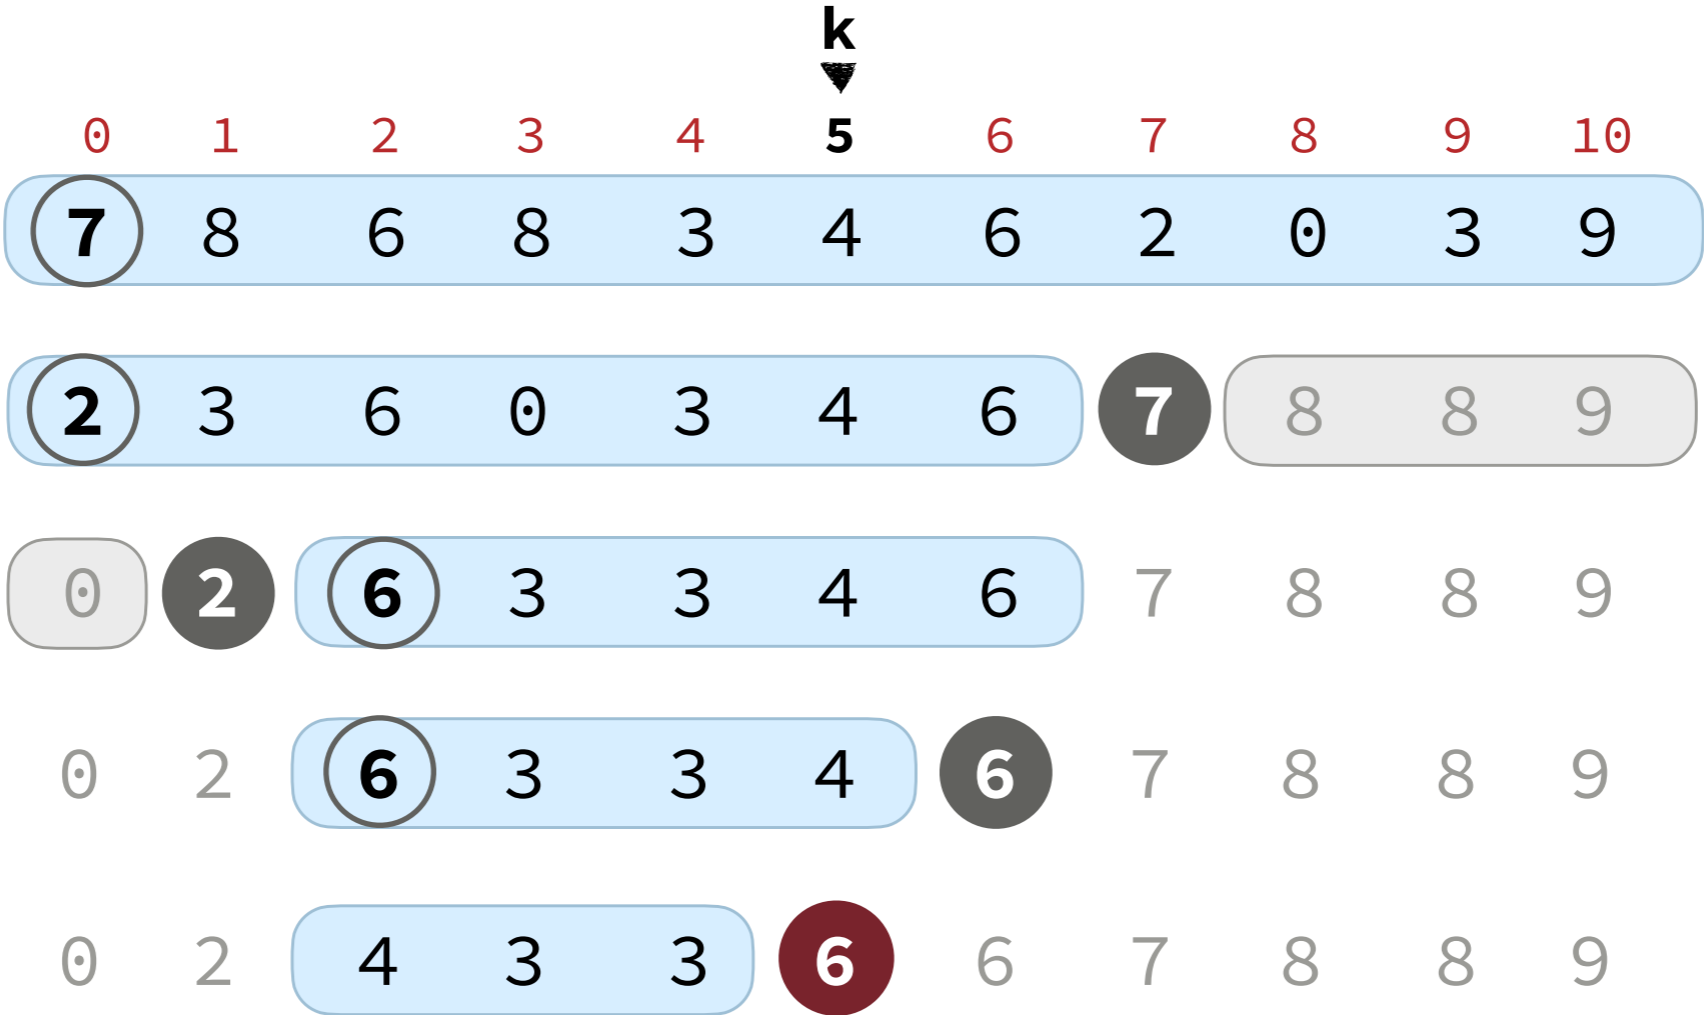 k
0 1 2 3 4 5 6 7 8 9 10
7 8 6 8 3 4 6 2 0 3 9
2 3 6 0 3 4 6 7 8 8 9
0 2 6 3 3 4 6 7 8 8 9
0 2 6 3 3 4 6 7 8 8 9
0 2 4 3 3 6 6 7 8 8 9